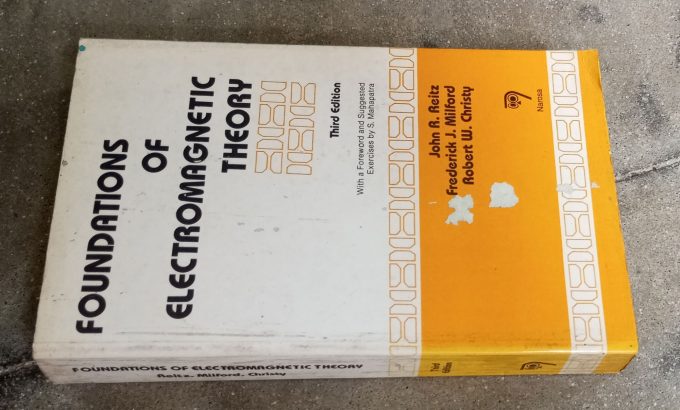 FOUNDATIONS
OF
ELECTROMAGNETIC
THEORY
Third Edition
With a Foreword and Suggested
Exercises by S. Mahapatra
John R. Reitz
Frederick J. Milford
Robert W. Christy
Narosa
FOUNDATIONS OF ELECTROMAGNETIC THEORY
Reitz, Milford, Christy
Third
Edition